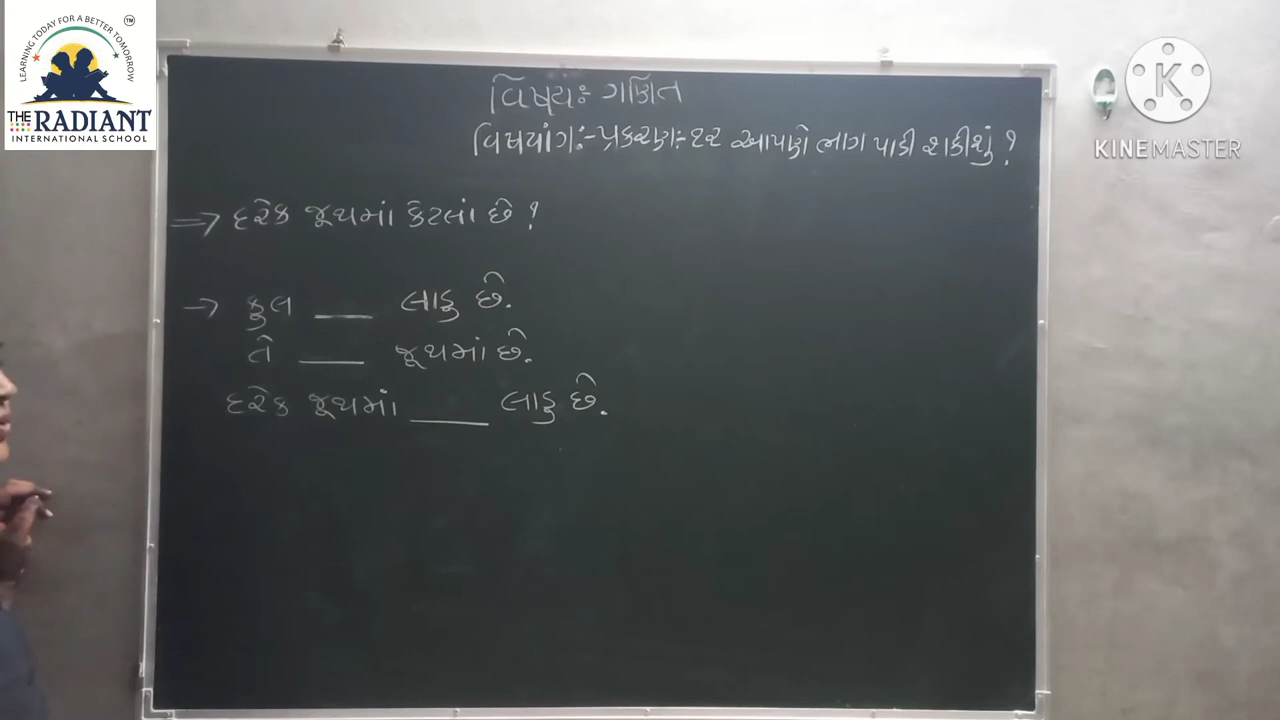 LEARNING TODAY FOR A BETTER TOMORROW
TM
THE RADIANT
INTERNATIONAL SCHOOL
K
KINEMASTER
વિષય:- ગણિત
વિષયાંગ:- પ્રકરણ:- ૧૨ આપણે ભાગ પાડી શકીશું ?
⇒ દરેક જૂથમાં કેટલાં છે ?
→ કુલ ___ લાડુ છે.
તે ___ જૂથમાં છે.
દરેક જૂથમાં ___ લાડુ છે.